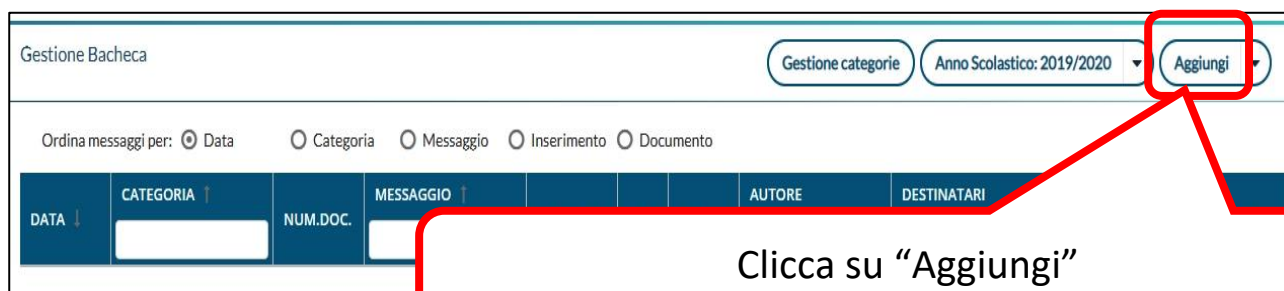 Gestione Bacheca
Gestione categorie Anno Scolastico: 2019/2020 Aggiungi
Ordina messaggi per: Data Categoria Messaggio Inserimento Documento
DATA CATEGORIA NUM.DOC. MESSAGGIO AUTORE DESTINATARI
Clicca su “Aggiungi”